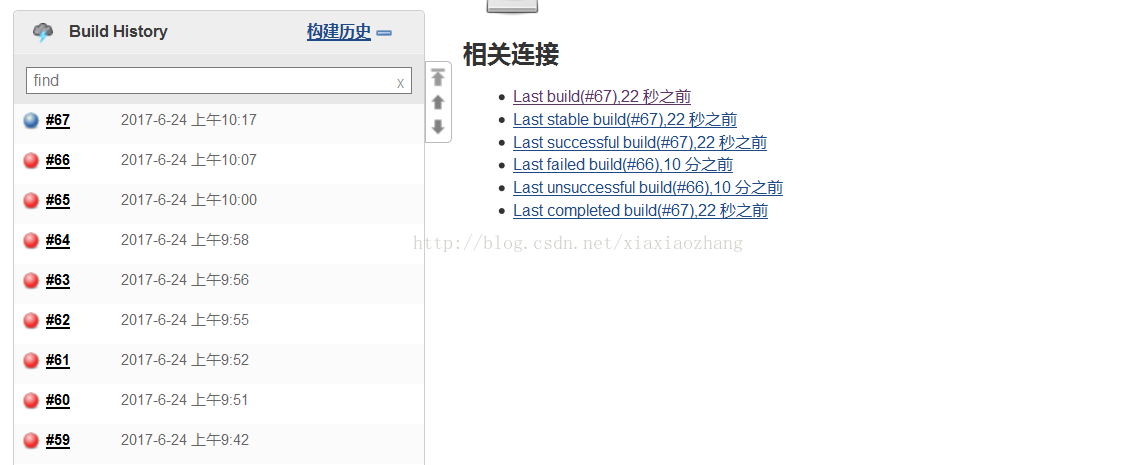 Build History 构建历史
find x
#67 2017-6-24 上午10:17
#66 2017-6-24 上午10:07
#65 2017-6-24 上午10:00
#64 2017-6-24 上午9:58
#63 2017-6-24 上午9:56
#62 2017-6-24 上午9:55
#61 2017-6-24 上午9:52
#60 2017-6-24 上午9:51
#59 2017-6-24 上午9:42
相关连接
Last build(#67),22 秒之前
Last stable build(#67),22 秒之前
Last successful build(#67),22 秒之前
Last failed build(#66),10 分之前
Last unsuccessful build(#66),10 分之前
Last completed build(#67),22 秒之前
http://blog.csdn.net/xiaxiaozhang